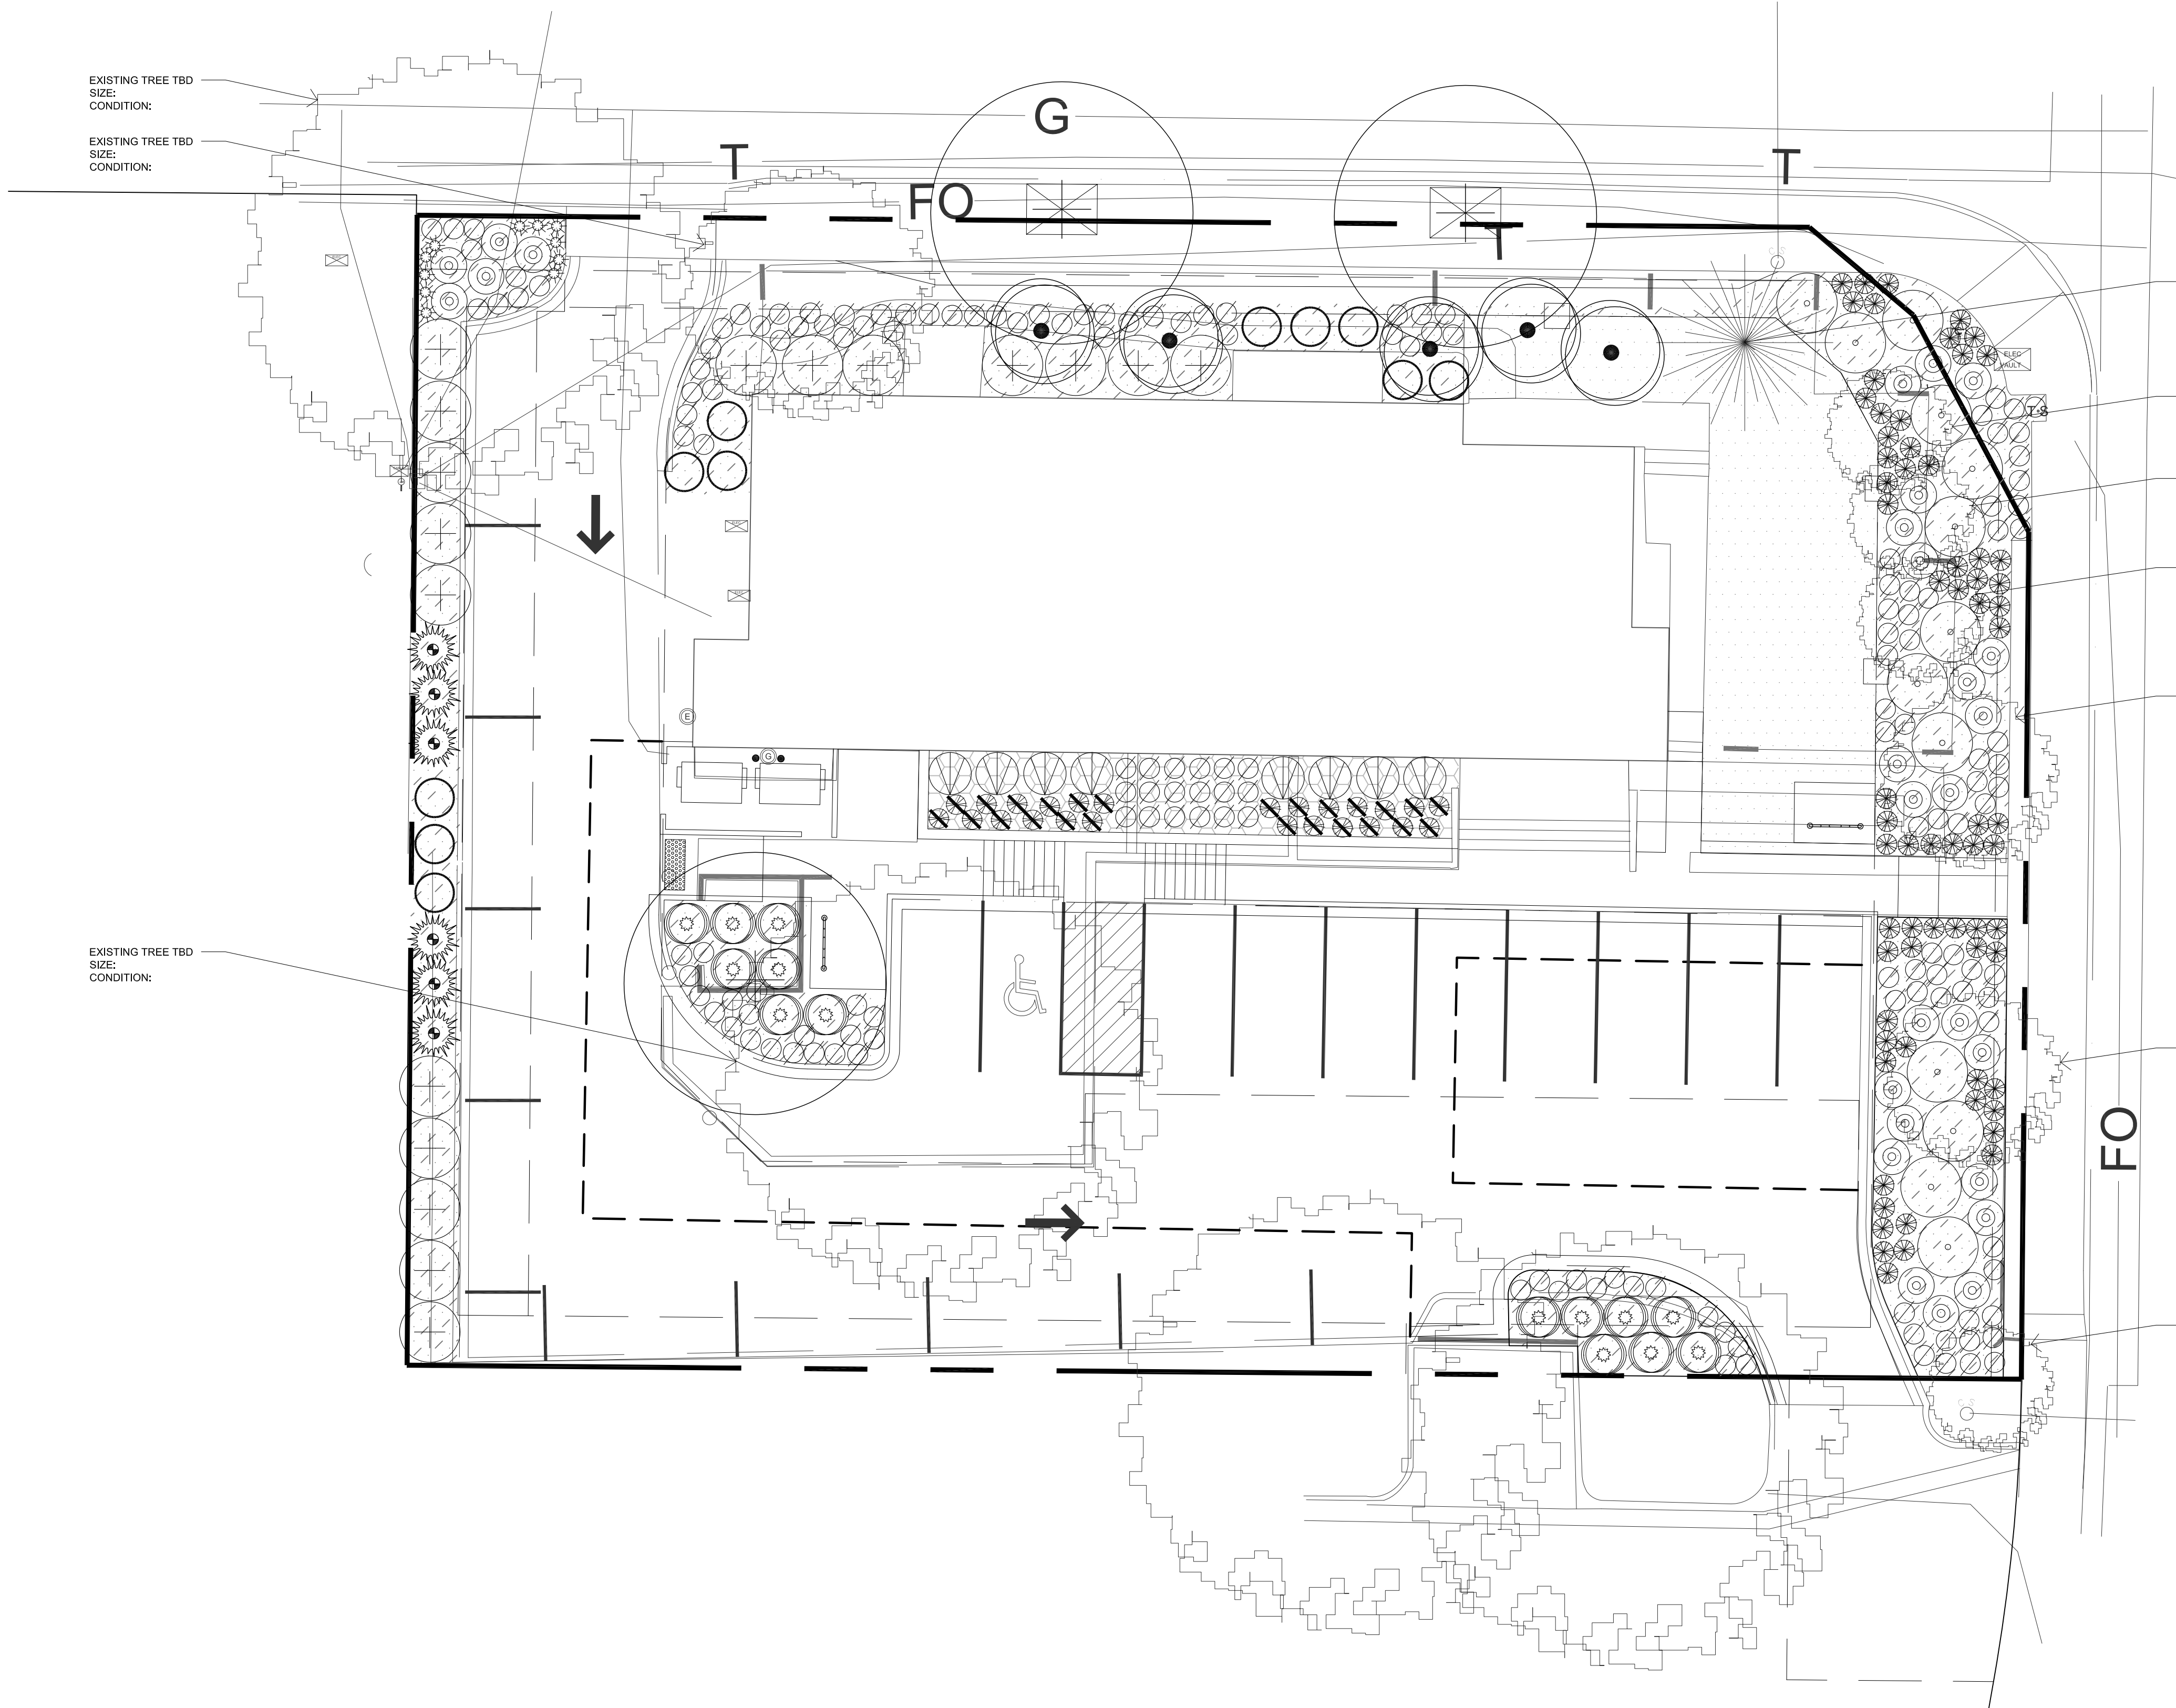 EXISTING TREE TBD
SIZE:
CONDITION:
EXISTING TREE TBD
SIZE:
CONDITION:
G
T
T
FO
T
ELEC
VAULT
T·S
E
G
EXISTING TREE TBD
SIZE:
CONDITION:
FO